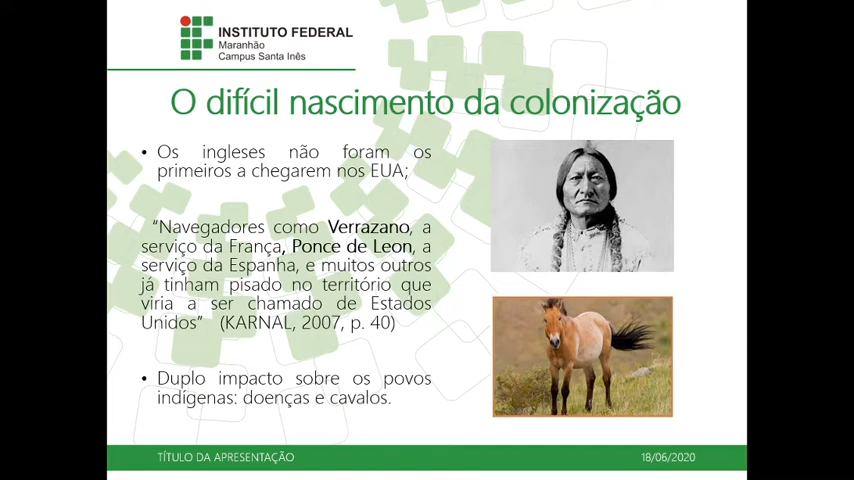 INSTITUTO FEDERAL
Maranhão
Campus Santa Inês
O difícil nascimento da colonização
• Os ingleses não foram os
primeiros a chegarem nos EUA;
“Navegadores como Verrazano, a
serviço da França, Ponce de Leon, a
serviço da Espanha, e muitos outros
já tinham pisado no território que
viria a ser chamado de Estados
Unidos” (KARNAL, 2007, p. 40)
• Duplo impacto sobre os povos
indígenas: doenças e cavalos.
TÍTULO DA APRESENTAÇÃO
18/06/2020